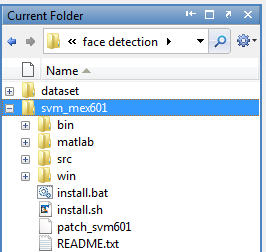 Current Folder
« face detection
Name
dataset
svm_mex601
bin
matlab
src
win
install.bat
install.sh
patch_svm601
README.txt